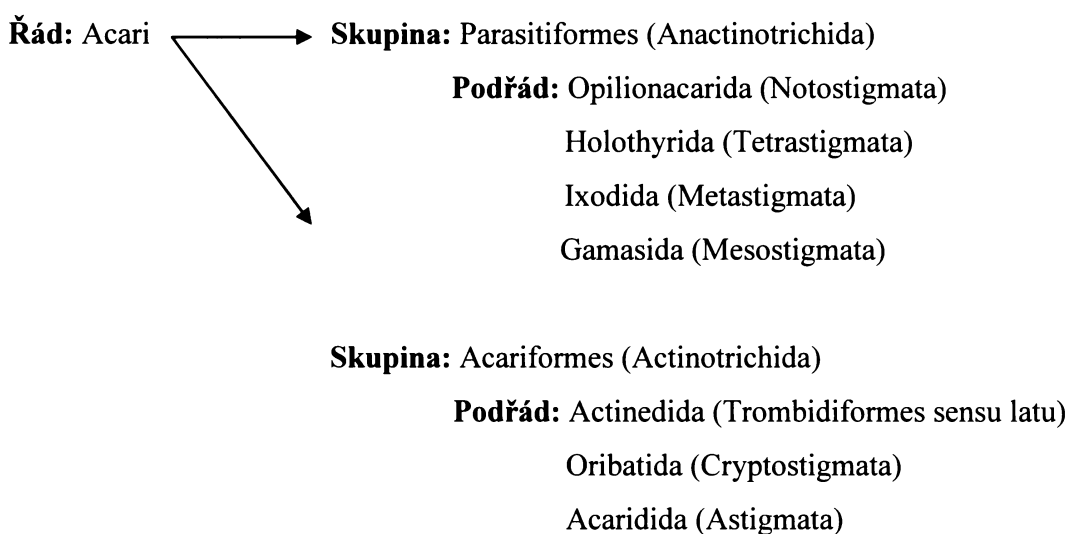 Řád: Acari Skupina: Parasitiformes (Anactinotrichida)
Podřád: Opilionacarida (Notostigmata)
Holothyrida (Tetrastigmata)
Ixodida (Metastigmata)
Gamasida (Mesostigmata)
Skupina: Acariformes (Actinotrichida)
Podřád: Actinedida (Trombidiformes sensu latu)
Oribatida (Cryptostigmata)
Acaridida (Astigmata)